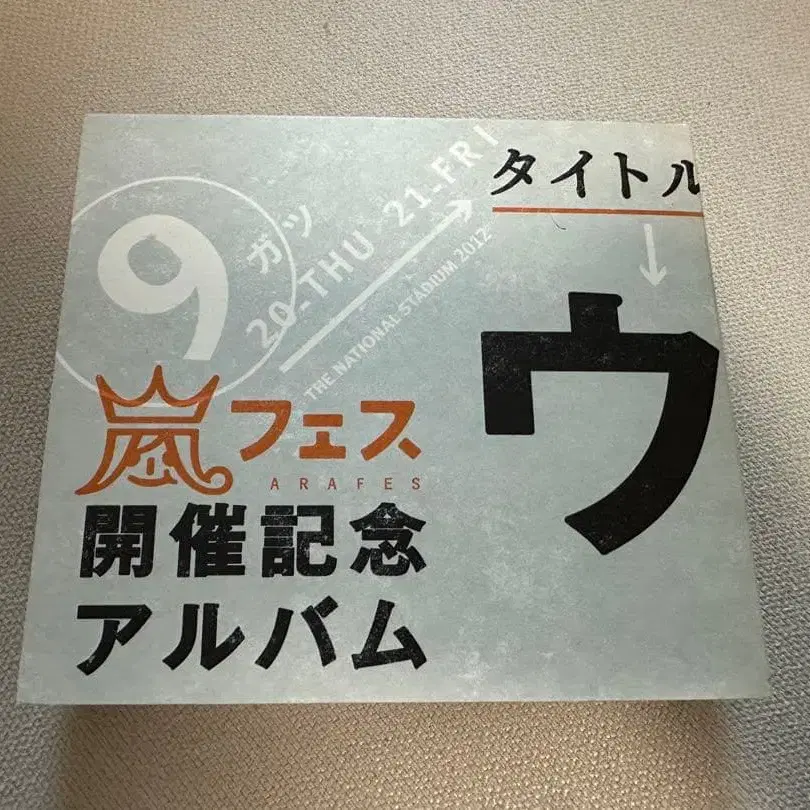 9
ガツ
20-THU 21-FRI
THE NATIONAL STADIUM 2012
タイトル
ウ
嵐フェス
ARAFES
開催記念
アルバム